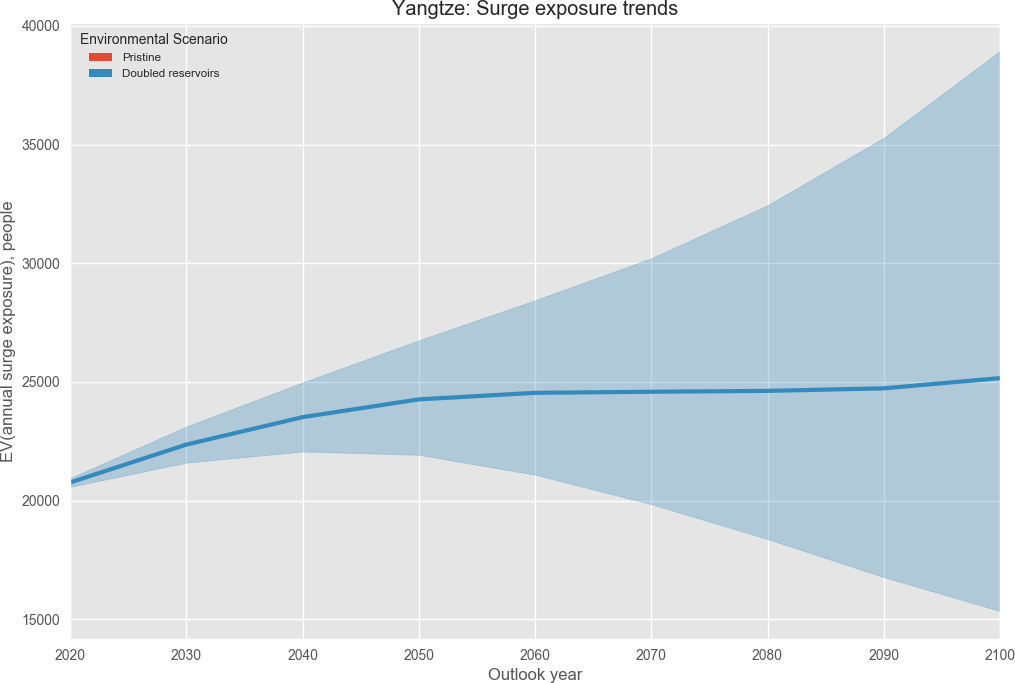 Yangtze: Surge exposure trends
40000
Environmental Scenario
Pristine
Doubled reservoirs
35000
30000
25000
20000
15000
EV(annual surge exposure), people
2020 2030 2040 2050 2060 2070 2080 2090 2100
Outlook year